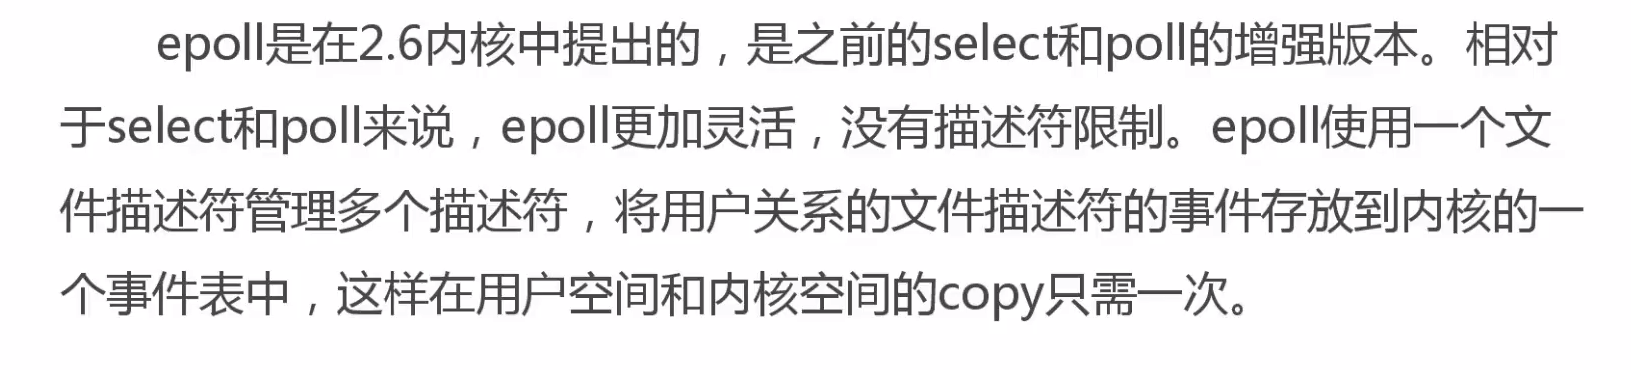 epoll是在2.6内核中提出的，是之前的select和poll的增强版本。相对
于select和poll来说，epoll更加灵活，没有描述符限制。epoll使用一个文
件描述符管理多个描述符，将用户关系的文件描述符的事件存放到内核的一
个事件表中，这样在用户空间和内核空间的copy只需一次。